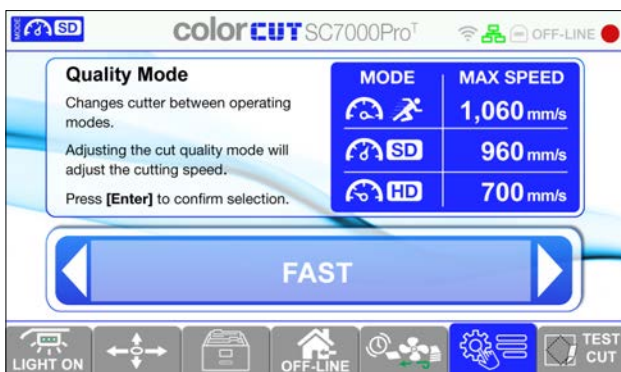 MODE SD colorCUT SC7000ProT OFF-LINE
Quality Mode
Changes cutter between operating
modes.
Adjusting the cut quality mode will
adjust the cutting speed.
Press [Enter] to confirm selection.
MODE MAX SPEED
1,060 mm/s
SD 960 mm/s
HD 700 mm/s
FAST
LIGHT ON
OFF-LINE
TEST
CUT